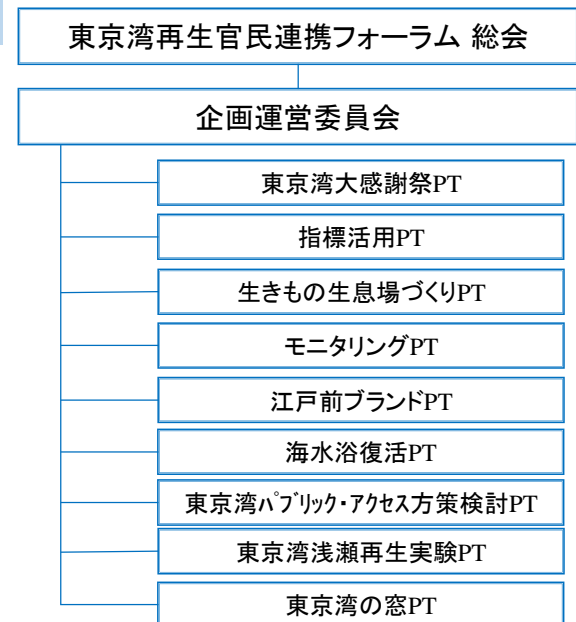 東京湾再生官民連携フォーラム 総会
企画運営委員会
東京湾大感謝祭PT
指標活用PT
生きもの生息場づくりPT
モニタリングPT
江戸前ブランドPT
海水浴復活PT
東京湾ﾊﾟﾌﾞﾘｯｸ・ｱｸｾｽ方策検討PT
東京湾浅瀬再生実験PT
東京湾の窓PT